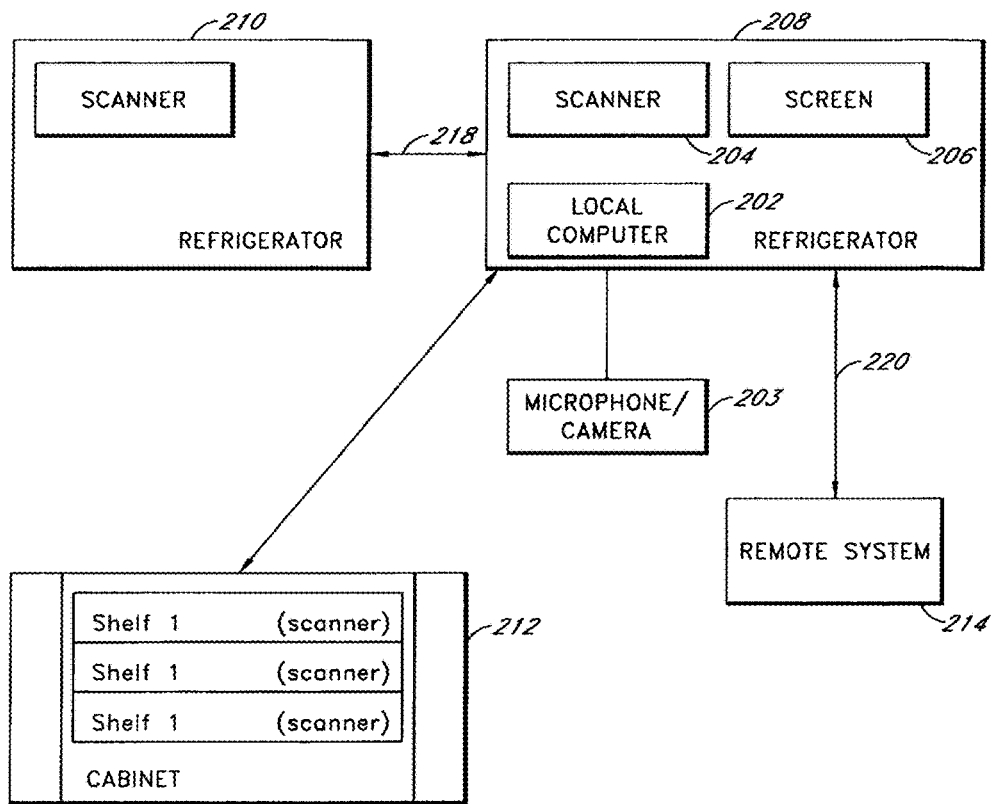 210
208
SCANNER
SCANNER
SCREEN
218
204
206
LOCAL
COMPUTER
202
REFRIGERATOR
REFRIGERATOR
220
MICROPHONE/
CAMERA
203
REMOTE SYSTEM
214
Shelf 1 (scanner)
212
Shelf 1 (scanner)
Shelf 1 (scanner)
CABINET